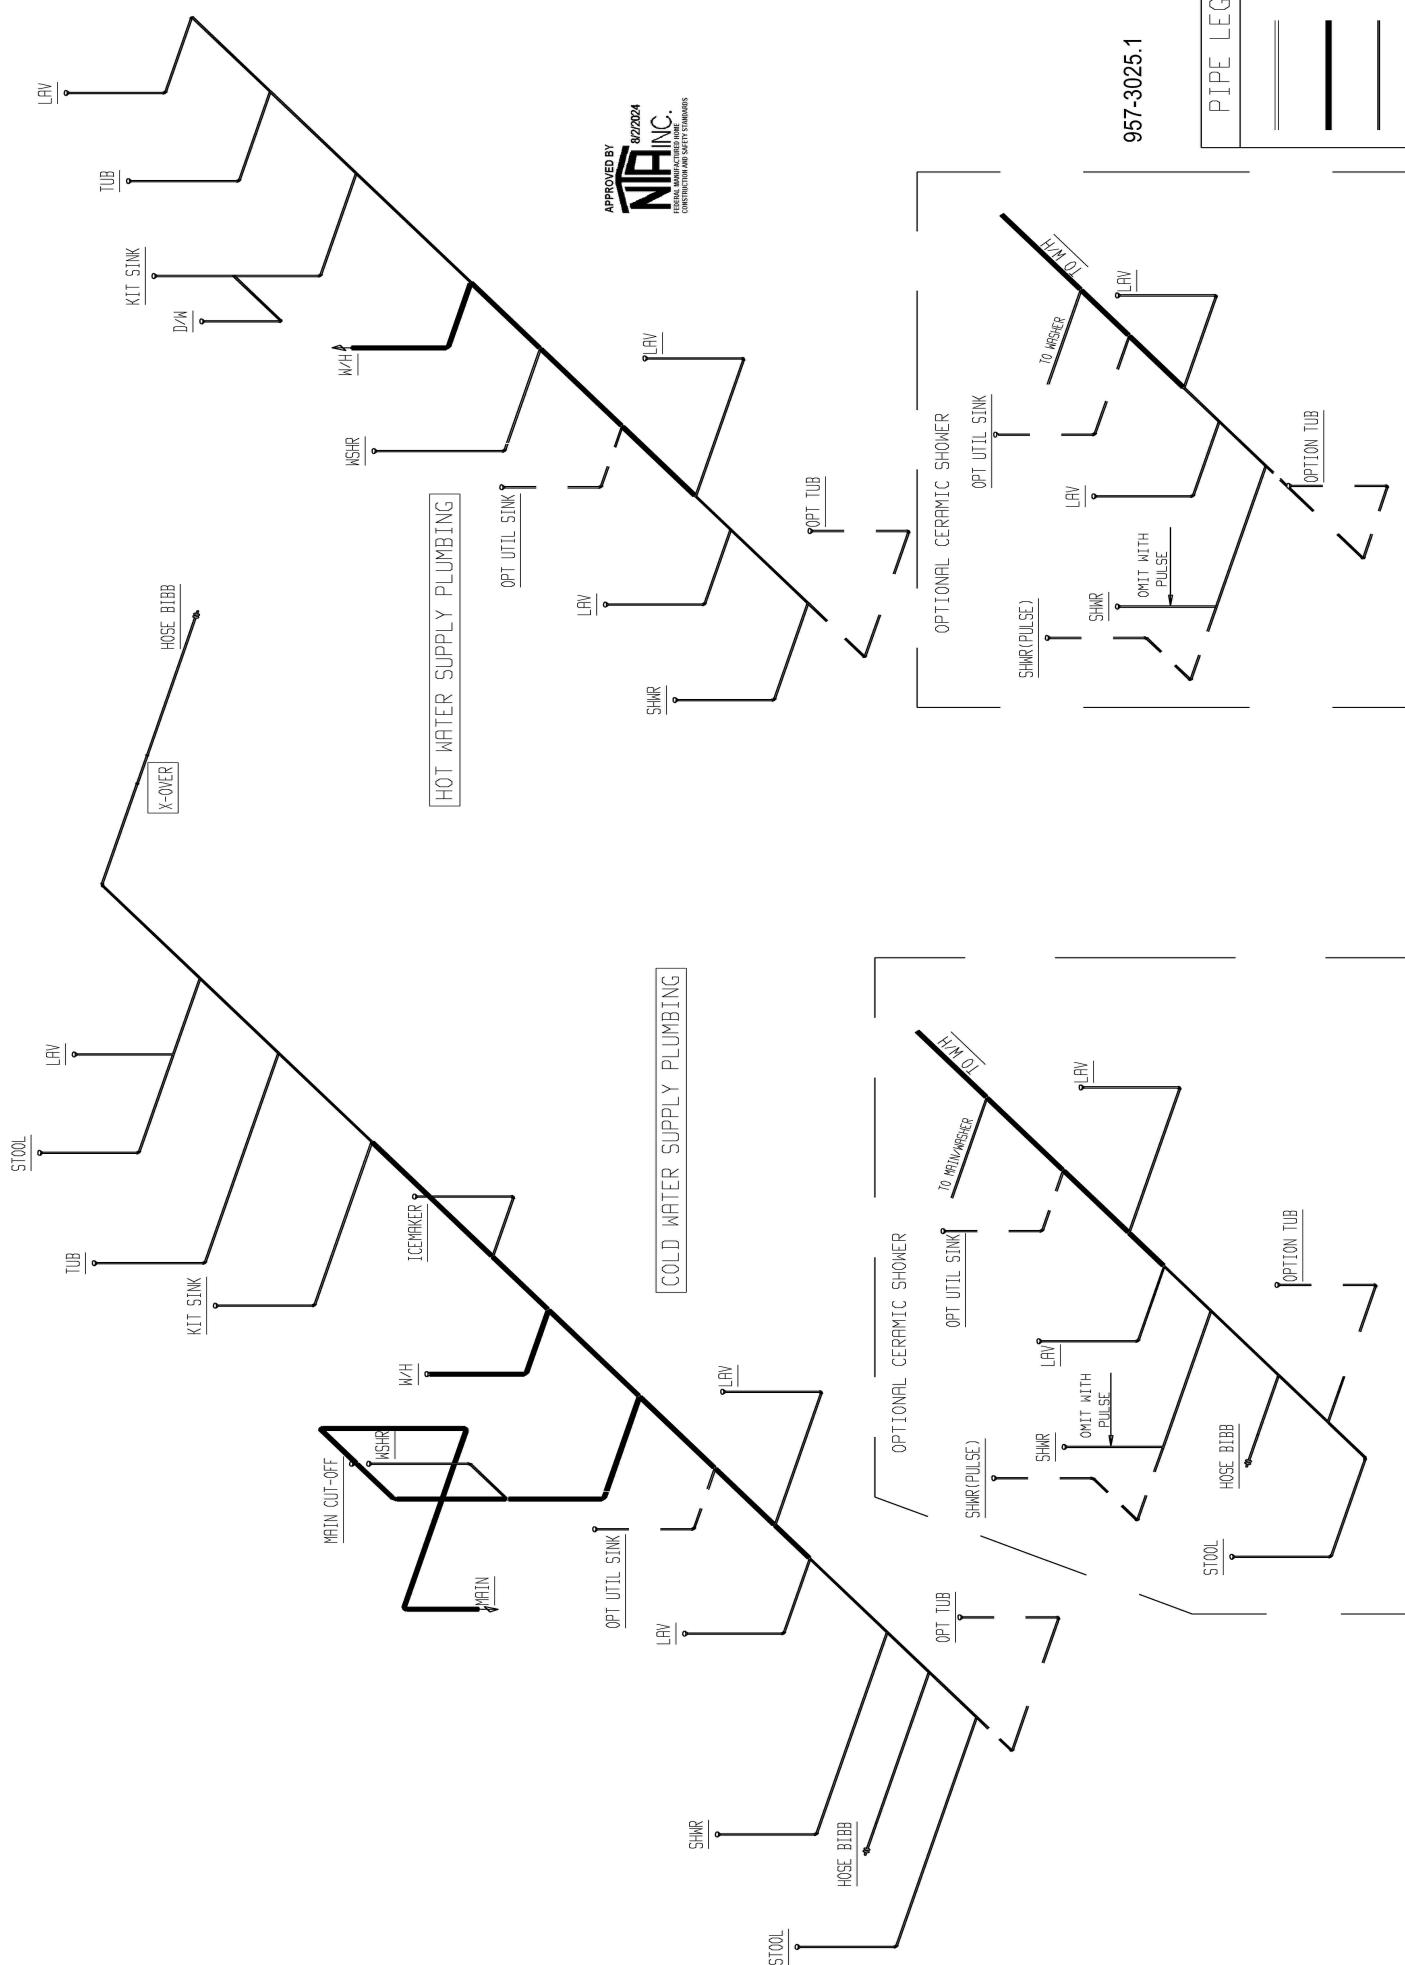 LAV
TUB
KIT SINK
D/W
W/H
WSHR
OPT UTIL SINK
LAV
LAV
SHWR
OPT TUB
HOT WATER SUPPLY PLUMBING
APPROVED BY
NTA INC.
8/2/2024
FEDERAL MANUFACTURED HOME
CONSTRUCTION AND SAFETY STANDARDS
957-3025.1
PIPE LEG
OPTIONAL CERAMIC SHOWER
TO W/H
TO WASHER
LAV
OPT UTIL SINK
LAV
OPTION TUB
OMIT WITH
PULSE
SHWR
SHWR(PULSE)
HOSE BIBB
X-OVER
LAV
STOOL
TUB
KIT SINK
ICEMAKER
W/H
MAIN CUT-OFF
WSHR
MAIN
OPT UTIL SINK
LAV
LAV
SHWR
HOSE BIBB
STOOL
OPT TUB
COLD WATER SUPPLY PLUMBING
OPTIONAL CERAMIC SHOWER
TO W/H
TO MAIN/WASHER
LAV
OPT UTIL SINK
LAV
OPTION TUB
OMIT WITH
PULSE
SHWR
SHWR(PULSE)
HOSE BIBB
STOOL